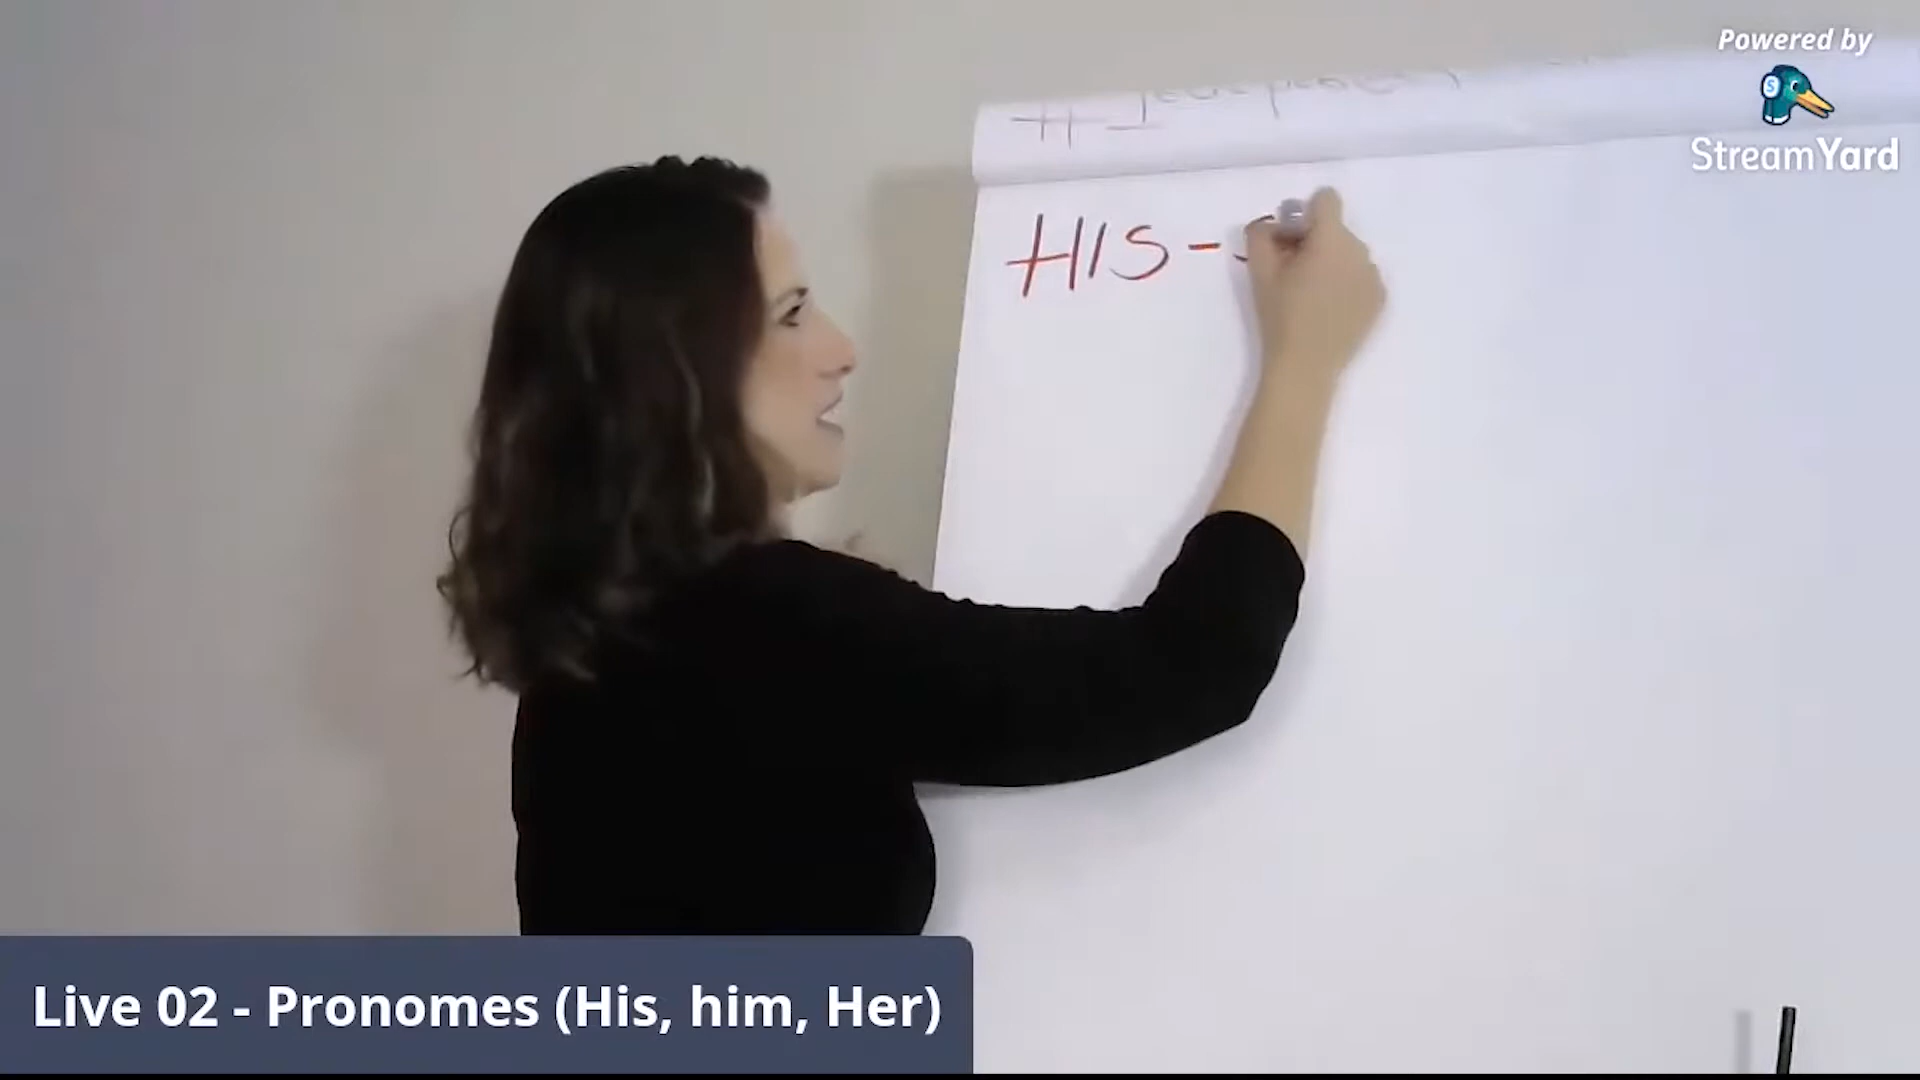 Powered by
StreamYard
HIS -
Live 02 - Pronomes (His, him, Her)